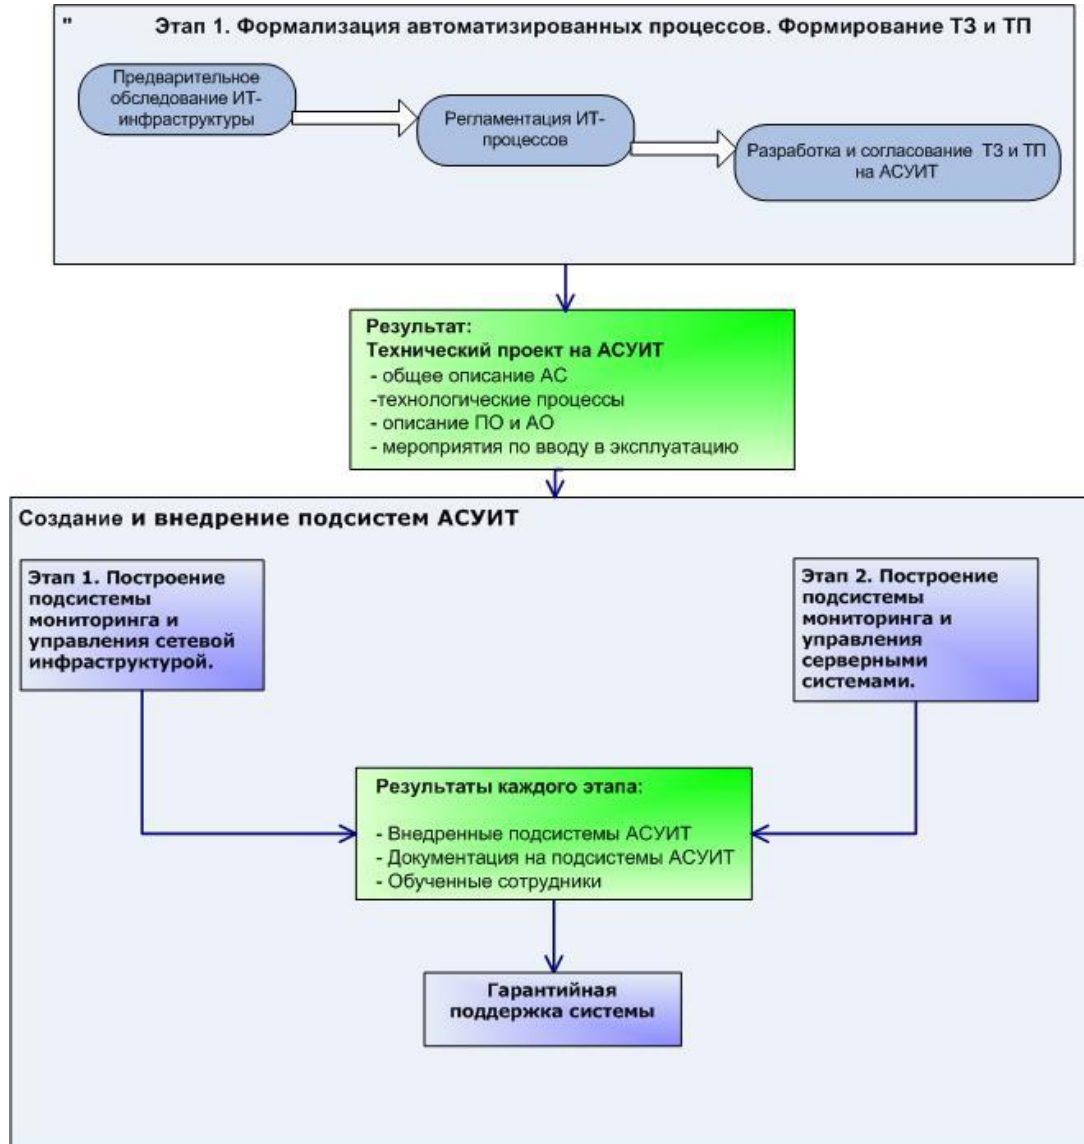 " Этап 1. Формализация автоматизированных процессов. Формирование ТЗ и ТП
Предварительное
обследование ИТ-
инфраструктуры
Регламентация ИТ-
процессов
Разработка и согласование ТЗ и ТП
на АСУИТ
Результат:
Технический проект на АСУИТ
- общее описание АС
-технологические процессы
- описание ПО и АО
- мероприятия по вводу в эксплуатацию
Создание и внедрение подсистем АСУИТ
Этап 1. Построение
подсистемы
мониторинга и
управления сетевой
инфраструктурой.
Этап 2. Построение
подсистемы
мониторинга и
управления
серверными
системами.
Результаты каждого этапа:
- Внедренные подсистемы АСУИТ
- Документация на подсистемы АСУИТ
- Обученные сотрудники
Гарантийная
поддержка системы